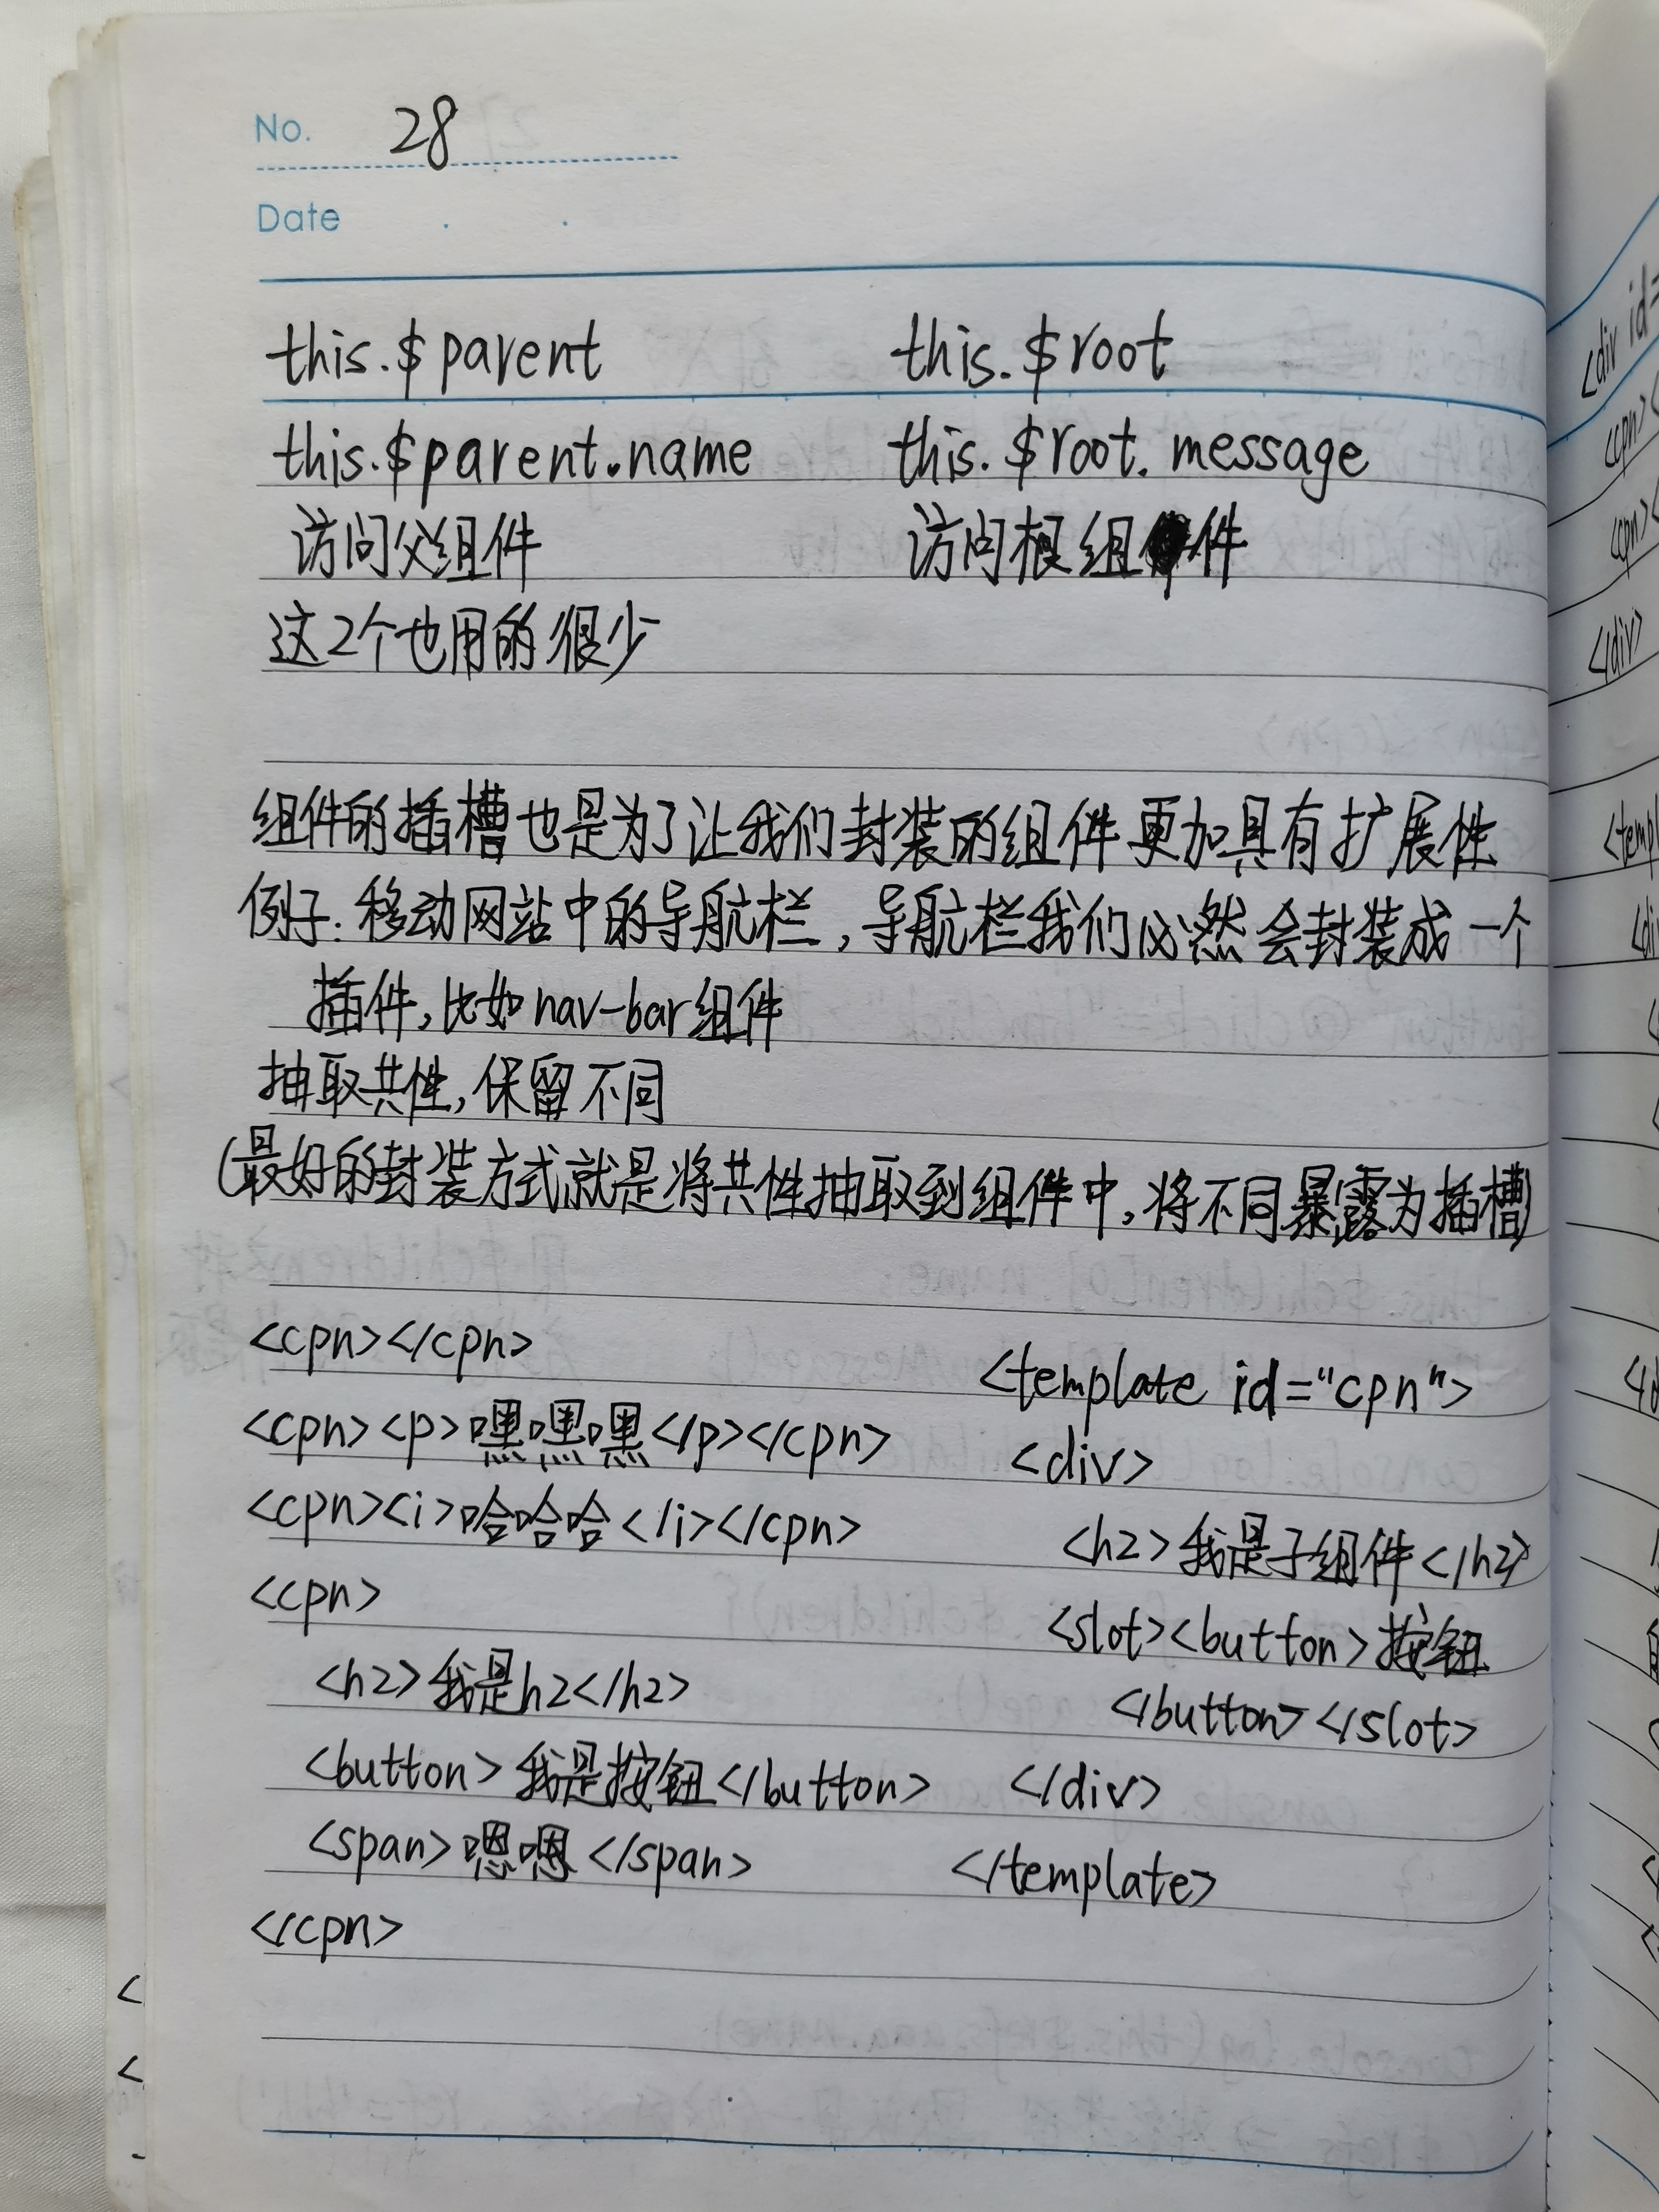 No. 28
Date
this.$parent this.$root
this.$parent.name this.$root.message
访问父组件 访问根组件
这2个也用的很少
组件的插槽也是为了让我们封装的组件更加具有扩展性
例子:移动网站中的导航栏,导航栏我们必然会封装成一个
插件,比如nav-bar组件
抽取共性,保留不同
(最好的封装方式就是将共性抽取到组件中,将不同暴露为插槽)
<cpn></cpn>
<cpn><p>嘿嘿嘿</p></cpn>
<cpn><i>哈哈哈</i></cpn>
<cpn>
<h2>我是h2</h2>
<button>我是按钮</button>
<span>嗯嗯</span>
</cpn>
<template id="cpn">
<div>
<h2>我是子组件</h2>
<slot><button>按钮
</button></slot>
</div>
</template>
<div id=
<cpn>
<cpn>
</div>